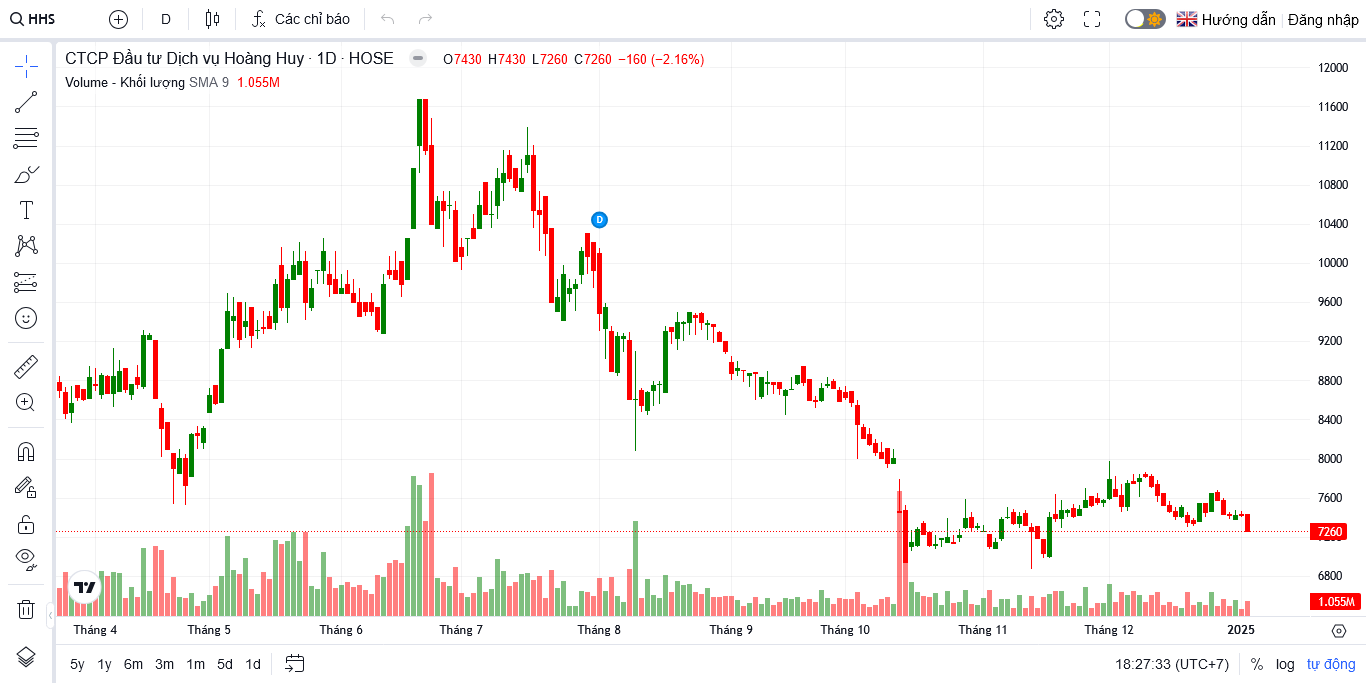 HHS D Các chỉ báo Hướng dẫn Đăng nhập
CTCP Đầu tư Dịch vụ Hoàng Huy · 1D · HOSE O7430 H7430 L7260 C7260 −160 (−2.16%)
Volume - Khối lượng SMA 9 1.055M
12000
11600
11200
10800
10400
D
10000
9600
9200
8800
8400
8000
7600
7260
6800
1.055M
Tháng 4 Tháng 5 Tháng 6 Tháng 7 Tháng 8 Tháng 9 Tháng 10 Tháng 11 Tháng 12 2025
5y 1y 6m 3m 1m 5d 1d 18:27:33 (UTC+7) % log tự động